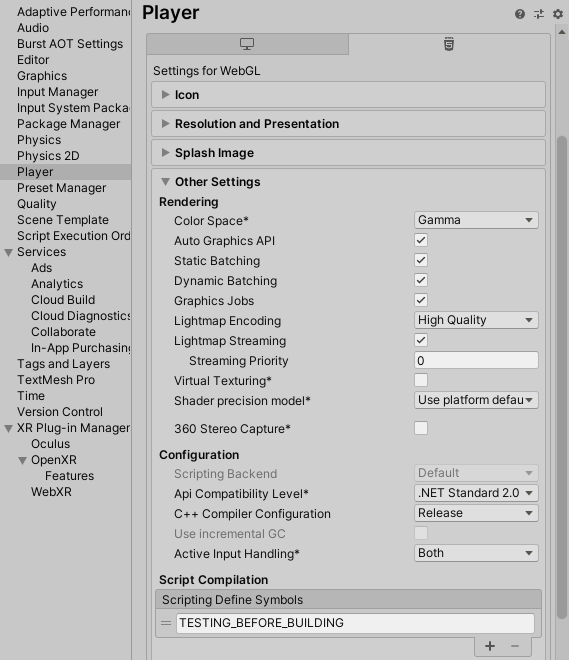 Adaptive Performan
Audio
Burst AOT Settings
Editor
Graphics
Input Manager
Input System Packa
Package Manager
Physics
Physics 2D
Player
Preset Manager
Quality
Scene Template
Script Execution Ord
Services
Ads
Analytics
Cloud Build
Cloud Diagnostics
Collaborate
In-App Purchasing
Tags and Layers
TextMesh Pro
Time
Version Control
XR Plug-in Manager
Oculus
OpenXR
Features
WebXR
Player
Settings for WebGL
Icon
Resolution and Presentation
Splash Image
Other Settings
Rendering
Color Space* Gamma
Auto Graphics API
Static Batching
Dynamic Batching
Graphics Jobs
Lightmap Encoding High Quality
Lightmap Streaming
Streaming Priority 0
Virtual Texturing*
Shader precision model* Use platform defau
360 Stereo Capture*
Configuration
Scripting Backend Default
Api Compatibility Level* .NET Standard 2.0
C++ Compiler Configuration Release
Use incremental GC
Active Input Handling* Both
Script Compilation
Scripting Define Symbols
TESTING_BEFORE_BUILDING